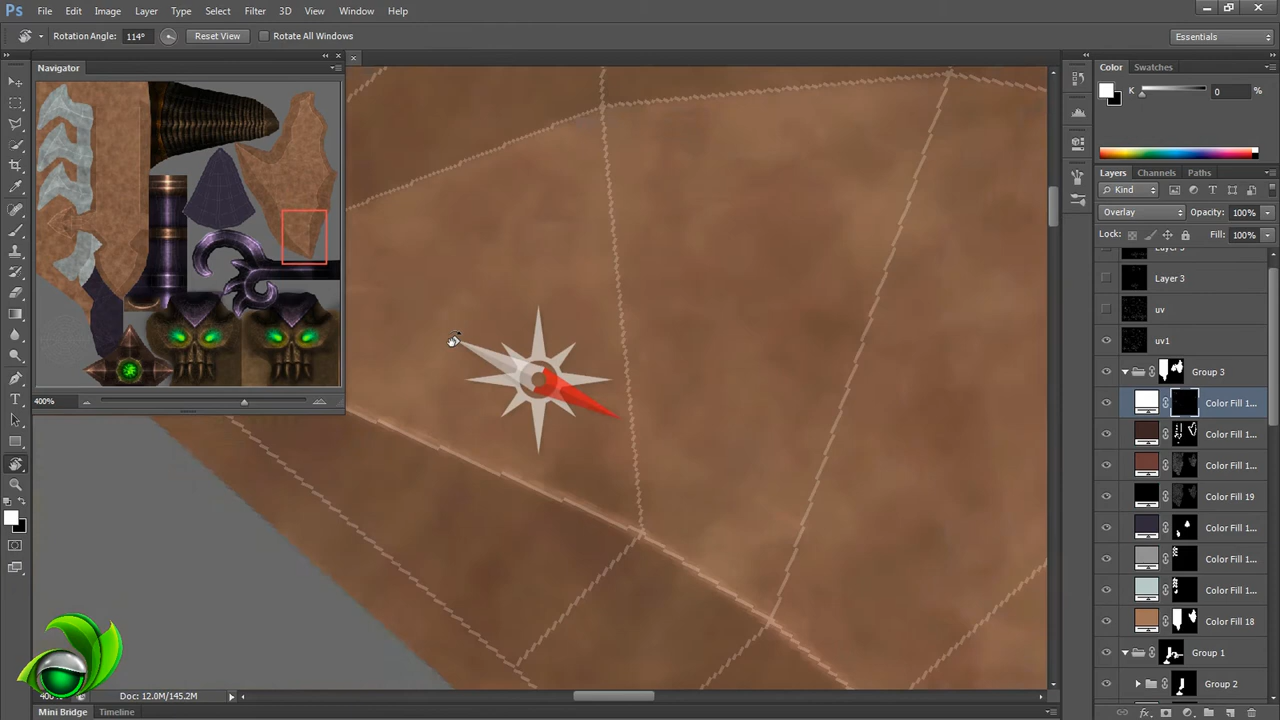 Ps File Edit Image Layer Type Select Filter 3D View Window Help
Rotation Angle: 114° Reset View Rotate All Windows Essentials
Navigator
400%
Color Swatches
K 0 %
Layers Channels Paths
Kind
Overlay Opacity: 100%
Lock: Fill: 100%
Layer 3
Layer 3
uv
uv1
Group 3
Color Fill 1...
Color Fill 1...
Color Fill 1...
Color Fill 19
Color Fill 1...
Color Fill 1...
Color Fill 1...
Color Fill 18
Group 1
Group 2
400% Doc: 12.0M/145.2M
Mini Bridge Timeline